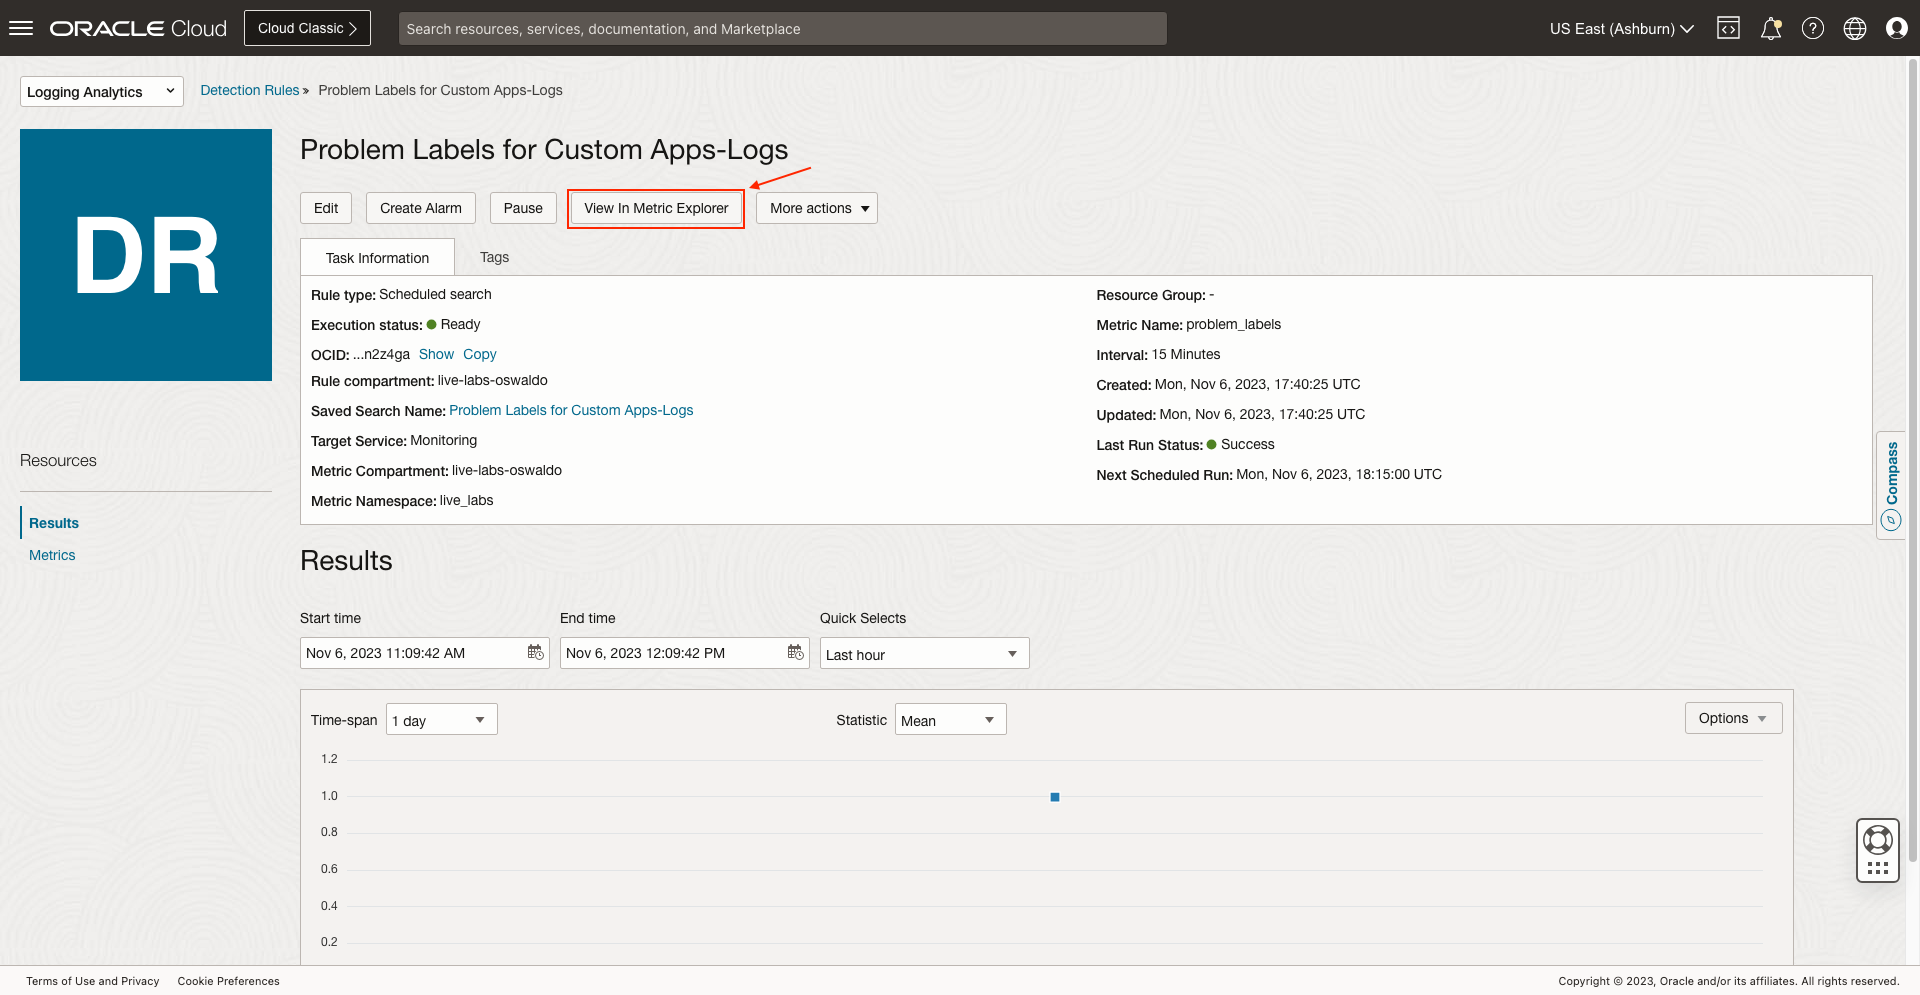 ORACLE Cloud
Cloud Classic
Search resources, services, documentation, and Marketplace
US East (Ashburn)
Logging Analytics
Detection Rules » Problem Labels for Custom Apps-Logs
DR
Problem Labels for Custom Apps-Logs
Edit
Create Alarm
Pause
View In Metric Explorer
More actions
Task Information
Tags
Rule type: Scheduled search
Execution status: Ready
OCID: ...n2z4ga Show Copy
Rule compartment: live-labs-oswaldo
Saved Search Name: Problem Labels for Custom Apps-Logs
Target Service: Monitoring
Metric Compartment: live-labs-oswaldo
Metric Namespace: live_labs
Resource Group: -
Metric Name: problem_labels
Interval: 15 Minutes
Created: Mon, Nov 6, 2023, 17:40:25 UTC
Updated: Mon, Nov 6, 2023, 17:40:25 UTC
Last Run Status: Success
Next Scheduled Run: Mon, Nov 6, 2023, 18:15:00 UTC
Compass
Resources
Results
Metrics
Results
Start time
End time
Quick Selects
Nov 6, 2023 11:09:42 AM
Nov 6, 2023 12:09:42 PM
Last hour
Time-span
1 day
Statistic
Mean
Options
1.2
1.0
0.8
0.6
0.4
0.2
Terms of Use and Privacy
Cookie Preferences
Copyright © 2023, Oracle and/or its affiliates. All rights reserved.